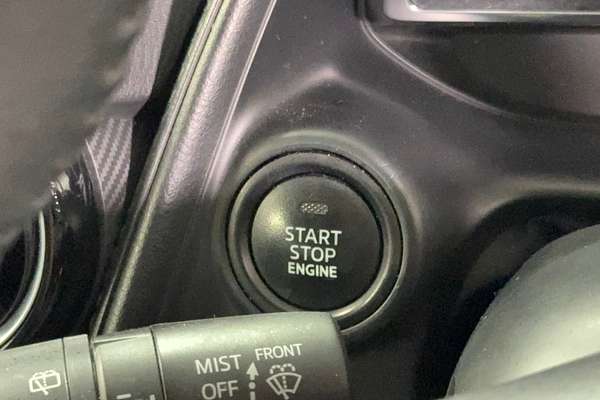 START
STOP
ENGINE
MIST
FRONT
OFF